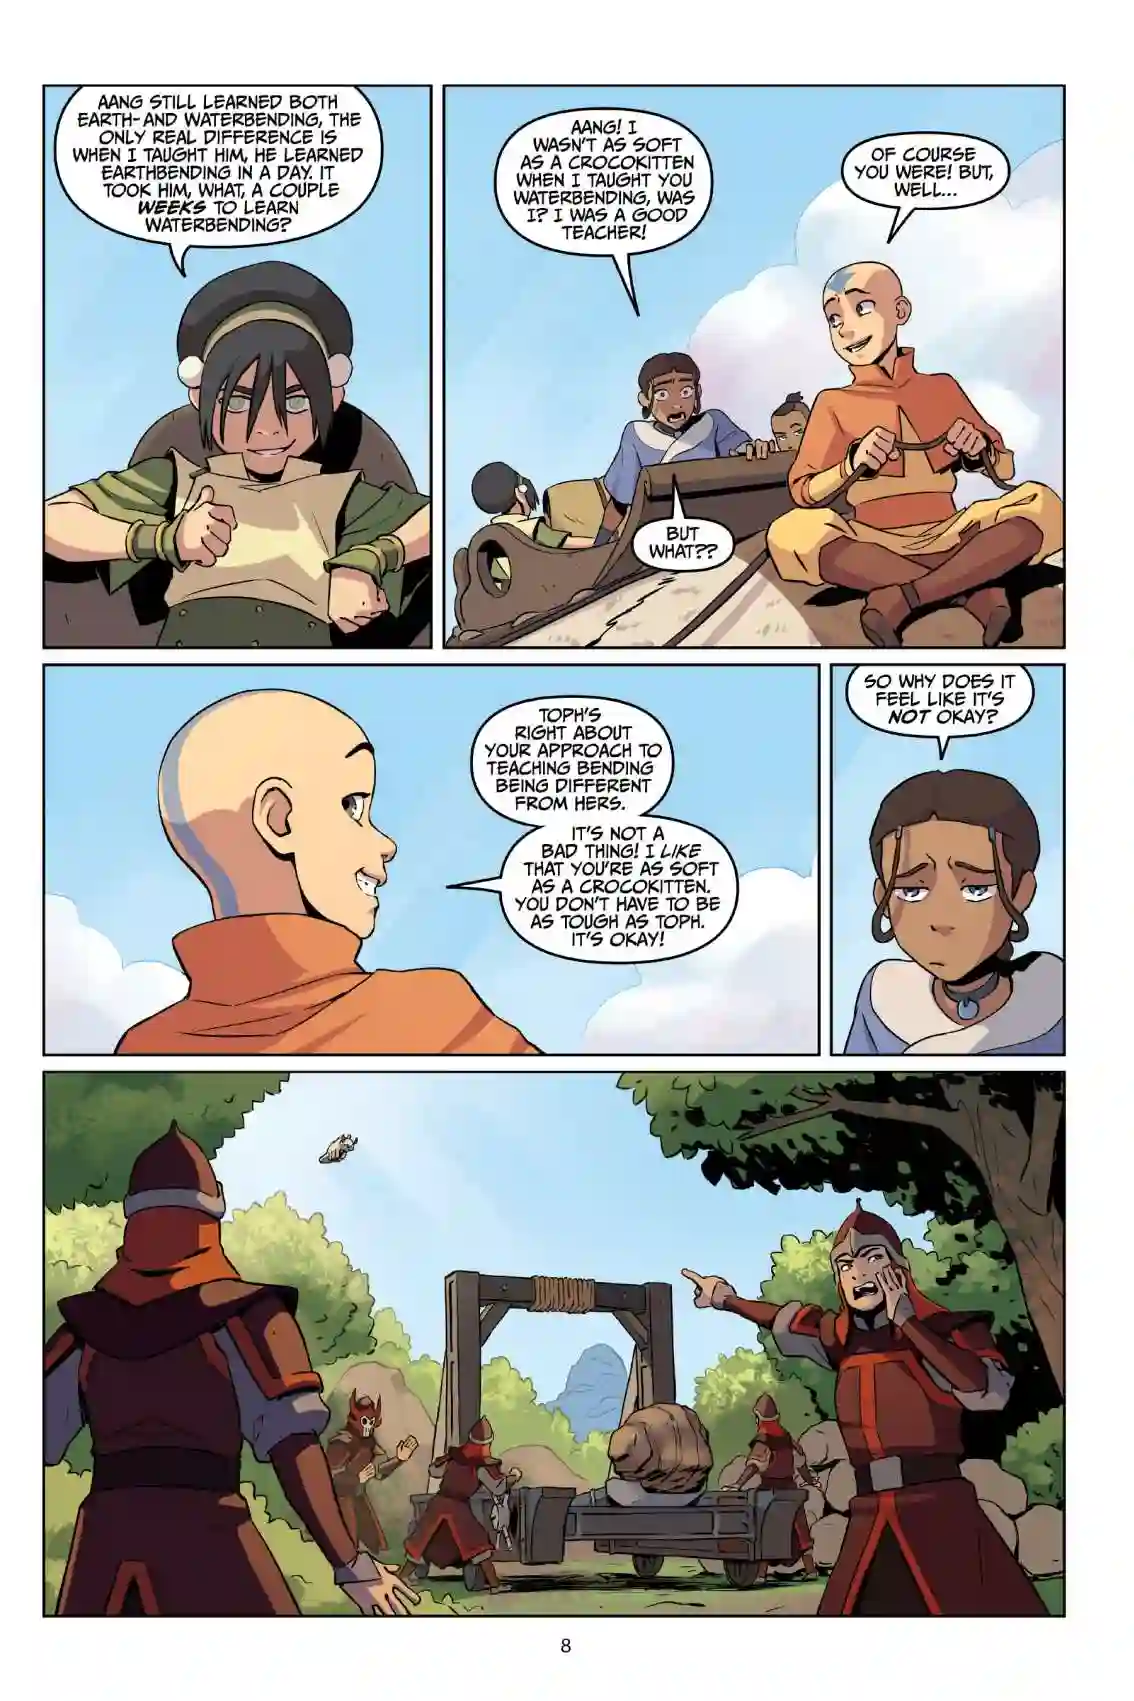 AANG STILL LEARNED BOTH
EARTH-AND WATERBENDING, THE
ONLY REAL DIFFERENCE IS
WHEN I TAUGHT HIM, HE LEARNED
EARTHBENDING IN A DAY. IT
TOOK HIM, WHAT, A COUPLE
WEEKS TO LEARN
WATERBENDING?
AANG! I
WASN'T AS SOFT
AS A CROCOKITTEN
WHEN I TAUGHT YOU
WATERBENDING, WAS
I? I WAS A GOOD
TEACHER!
OF COURSE
YOU WERE! BUT,
WELL...
BUT
WHAT??
TOPH'S
RIGHT ABOUT
YOUR APPROACH TO
TEACHING BENDING
BEING DIFFERENT
FROM HERS.
IT'S NOT A
BAD THING! I LIKE
THAT YOU'RE AS SOFT
AS A CROCOKITTEN.
YOU DON'T HAVE TO BE
AS TOUGH AS TOPH.
IT'S OKAY!
SO WHY DOES IT
FEEL LIKE IT'S
NOT OKAY?
8